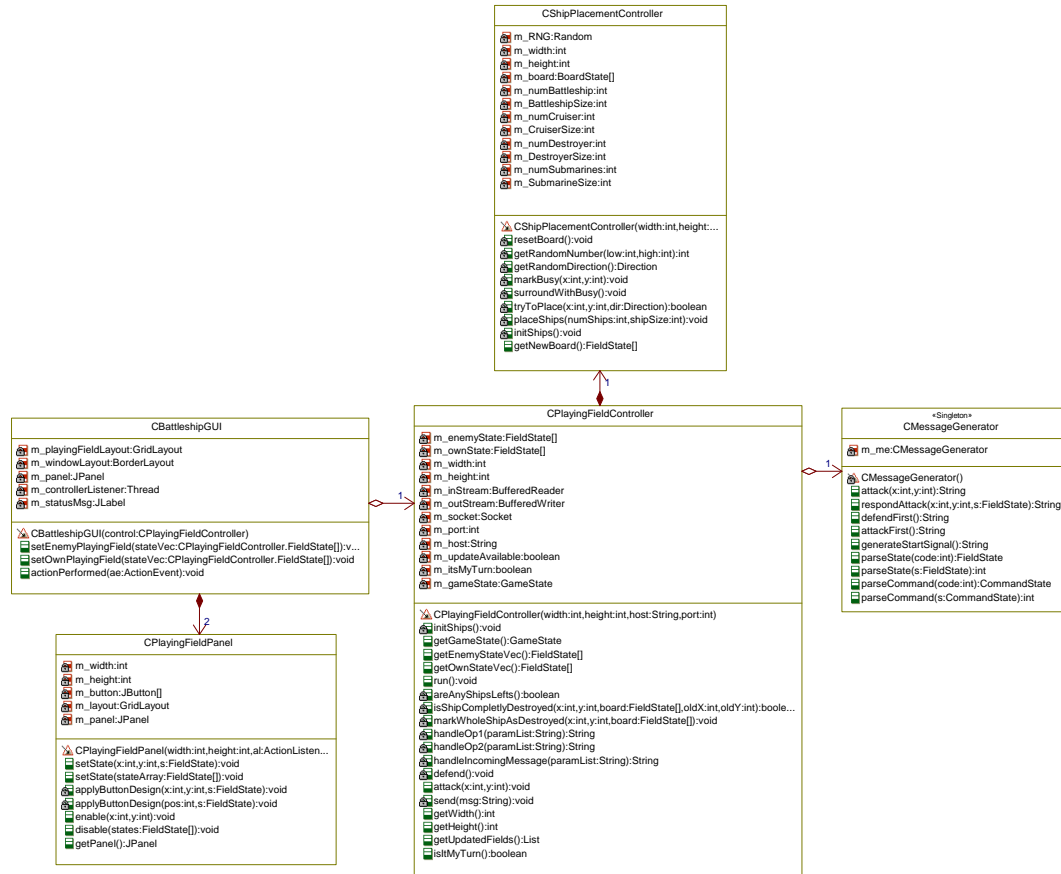 CShipPlacementController
m_RNG:Random
m_width:int
m_height:int
m_board:BoardState[]
m_numBattleship:int
m_BattleshipSize:int
m_numCruiser:int
m_CruiserSize:int
m_numDestroyer:int
m_DestroyerSize:int
m_numSubmarines:int
m_SubmarineSize:int
CShipPlacementController(width:int,height:...
resetBoard():void
getRandomNumber(low:int,high:int):int
getRandomDirection():Direction
markBusy(x:int,y:int):void
surroundWithBusy():void
tryToPlace(x:int,y:int,dir:Direction):boolean
placeShips(numShips:int,shipSize:int):void
initShips():void
getNewBoard():FieldState[]
1
CBattleshipGUI
m_playingFieldLayout:GridLayout
m_windowLayout:BorderLayout
m_panel:JPanel
m_controllerListener:Thread
m_statusMsg:JLabel
CBattleshipGUI(control:CPlayingFieldController)
setEnemyPlayingField(stateVec:CPlayingFieldController.FieldState[]):v...
setOwnPlayingField(stateVec:CPlayingFieldController.FieldState[]):void
actionPerformed(ae:ActionEvent):void
1
2
CPlayingFieldPanel
m_width:int
m_height:int
m_button:JButton[]
m_layout:GridLayout
m_panel:JPanel
CPlayingFieldPanel(width:int,height:int,al:ActionListen...
setState(x:int,y:int,s:FieldState):void
setState(stateArray:FieldState[]):void
applyButtonDesign(x:int,y:int,s:FieldState):void
applyButtonDesign(pos:int,s:FieldState):void
enable(x:int,y:int):void
disable(states:FieldState[]):void
getPanel():JPanel
CPlayingFieldController
m_enemyState:FieldState[]
m_ownState:FieldState[]
m_width:int
m_height:int
m_inStream:BufferedReader
m_outStream:BufferedWriter
m_socket:Socket
m_port:int
m_host:String
m_updateAvailable:boolean
m_itsMyTurn:boolean
m_gameState:GameState
CPlayingFieldController(width:int,height:int,host:String,port:int)
initShips():void
getGameState():GameState
getEnemyStateVec():FieldState[]
getOwnStateVec():FieldState[]
run():void
areAnyShipsLefts():boolean
isShipCompletlyDestroyed(x:int,y:int,board:FieldState[],oldX:int,oldY:int):boole...
markWholeShipAsDestroyed(x:int,y:int,board:FieldState[]):void
handleOp1(paramList:String):String
handleOp2(paramList:String):String
handleIncomingMessage(paramList:String):String
defend():void
attack(x:int,y:int):void
send(msg:String):void
getWidth():int
getHeight():int
getUpdatedFields():List
isItMyTurn():boolean
1
«Singleton»
CMessageGenerator
m_me:CMessageGenerator
CMessageGenerator()
attack(x:int,y:int):String
respondAttack(x:int,y:int,s:FieldState):String
defendFirst():String
attackFirst():String
generateStartSignal():String
parseState(code:int):FieldState
parseState(s:FieldState):int
parseCommand(code:int):CommandState
parseCommand(s:CommandState):int